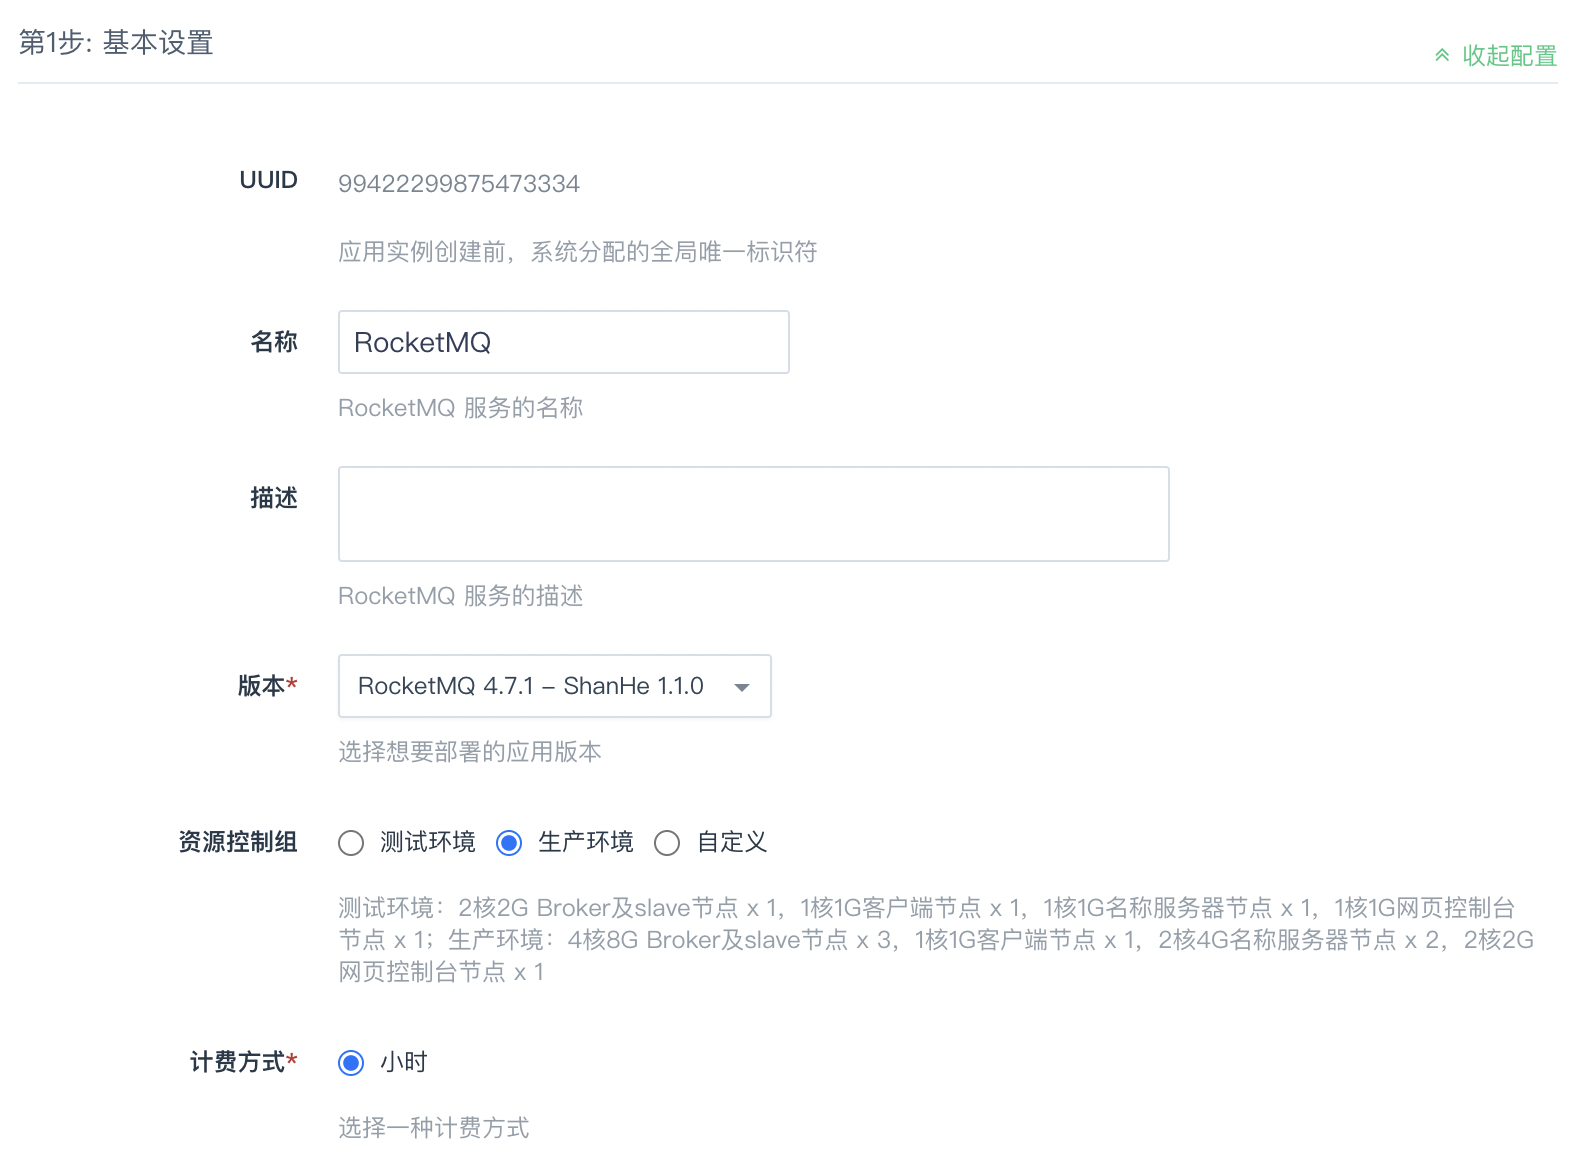 第1步: 基本设置
收起配置
UUID
99422299875473334
应用实例创建前，系统分配的全局唯一标识符
名称
RocketMQ
RocketMQ 服务的名称
描述
RocketMQ 服务的描述
版本*
RocketMQ 4.7.1 – ShanHe 1.1.0
选择想要部署的应用版本
资源控制组
测试环境 生产环境 自定义
测试环境：2核2G Broker及slave节点 x 1，1核1G客户端节点 x 1，1核1G名称服务器节点 x 1，1核1G网页控制台
节点 x 1；生产环境：4核8G Broker及slave节点 x 3，1核1G客户端节点 x 1，2核4G名称服务器节点 x 2，2核2G
网页控制台节点 x 1
计费方式*
小时
选择一种计费方式